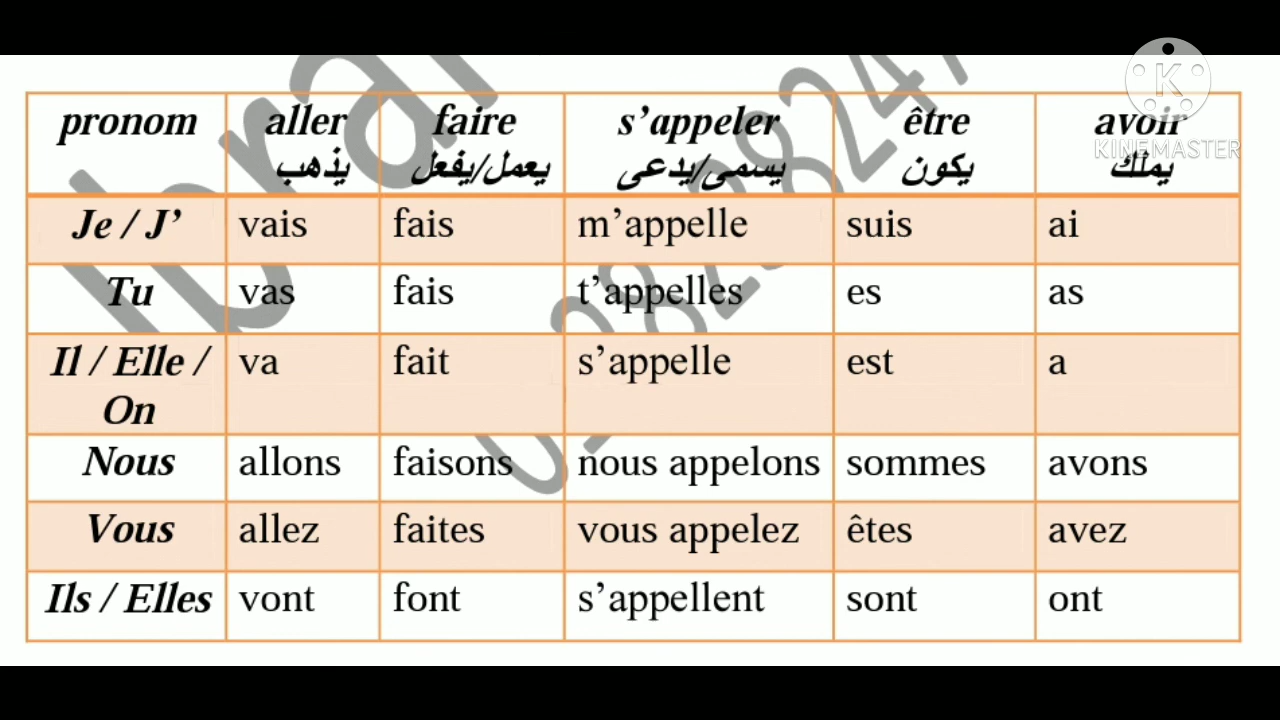 pronom aller faire s'appeler être avoir
يذهب يعمل/يفعل يسمى/يدعى يكون يملك
KINEMASTER
Je / J' vais fais m'appelle suis ai
Tu vas fais t'appelles es as
Il / Elle / va fait s'appelle est a
On
Nous allons faisons nous appelons sommes avons
Vous allez faites vous appelez êtes avez
Ils / Elles vont font s'appellent sont ont